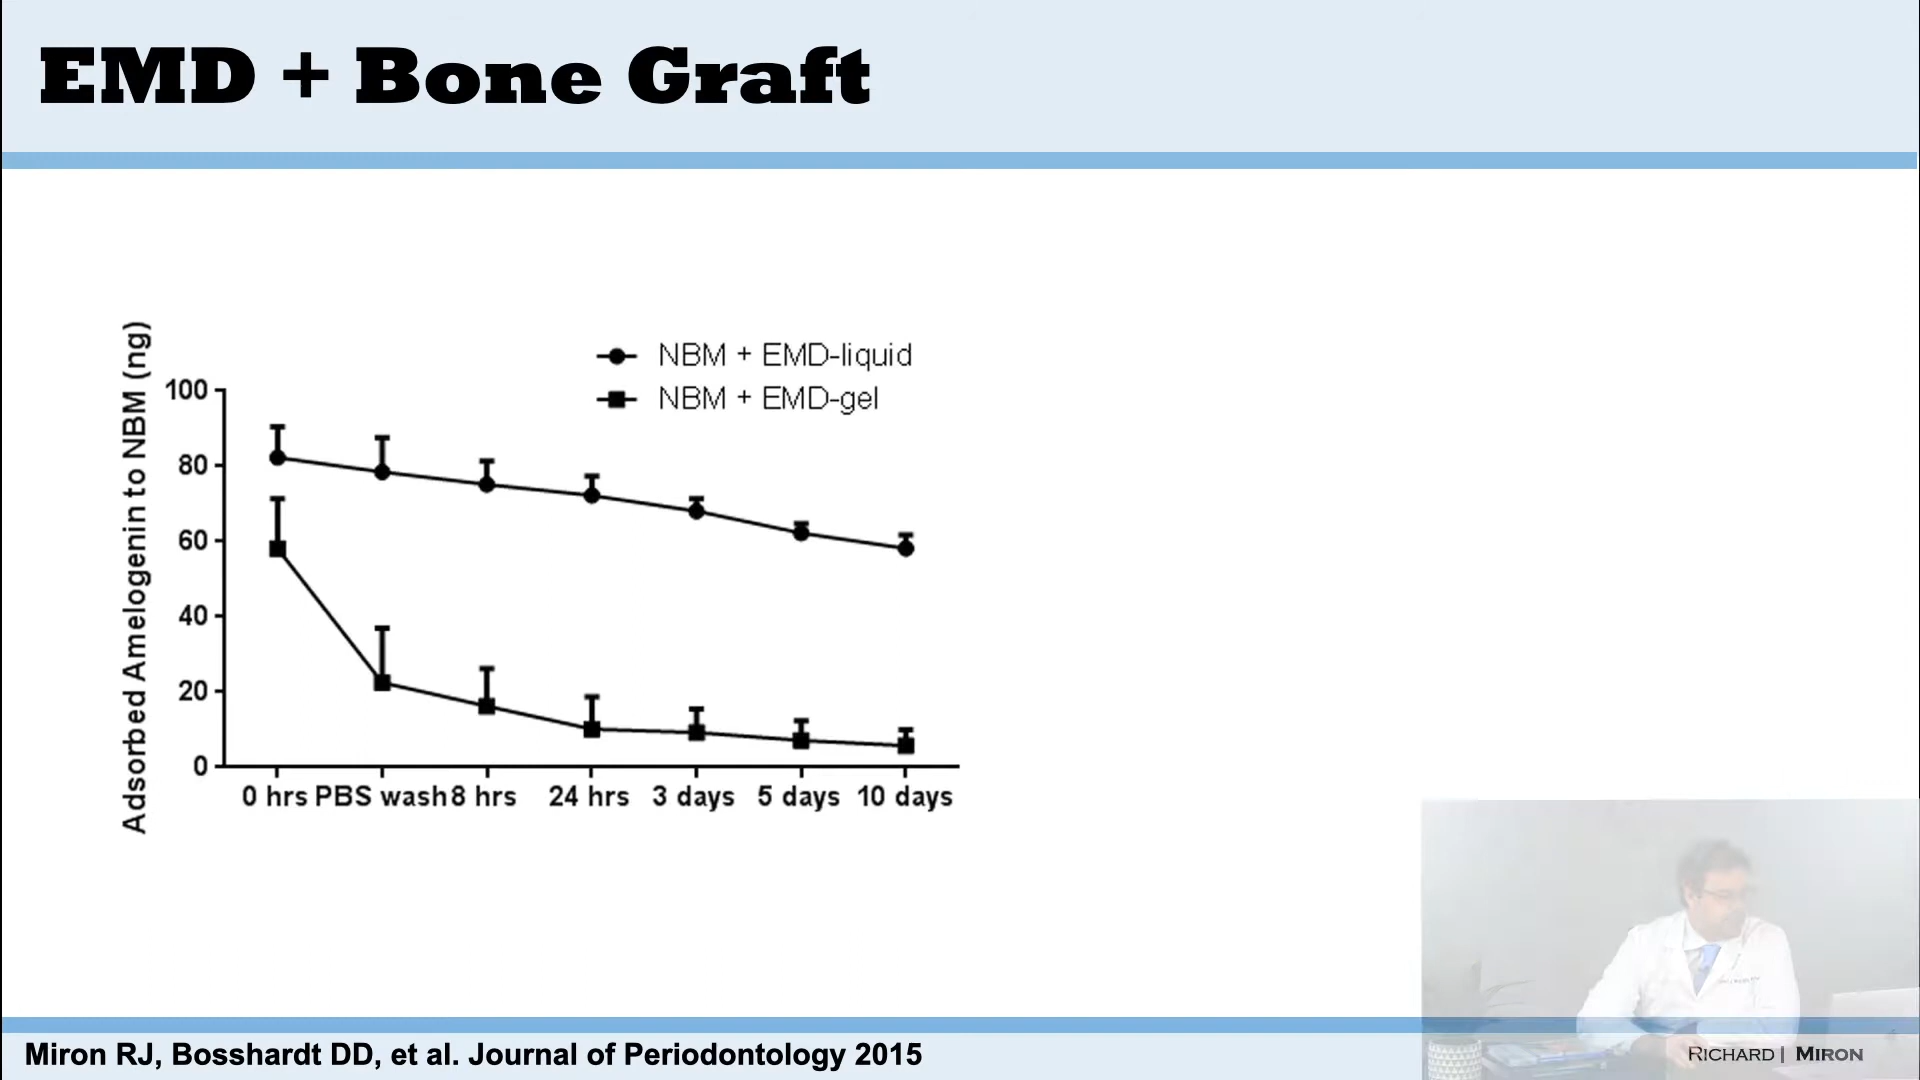 EMD + Bone Graft
Adsorbed Amelogenin to NBM (ng)
NBM + EMD-liquid
NBM + EMD-gel
100
80
60
40
20
0
0 hrs PBS wash 8 hrs 24 hrs 3 days 5 days 10 days
Miron RJ, Bosshardt DD, et al. Journal of Periodontology 2015
RICHARD | MIRON